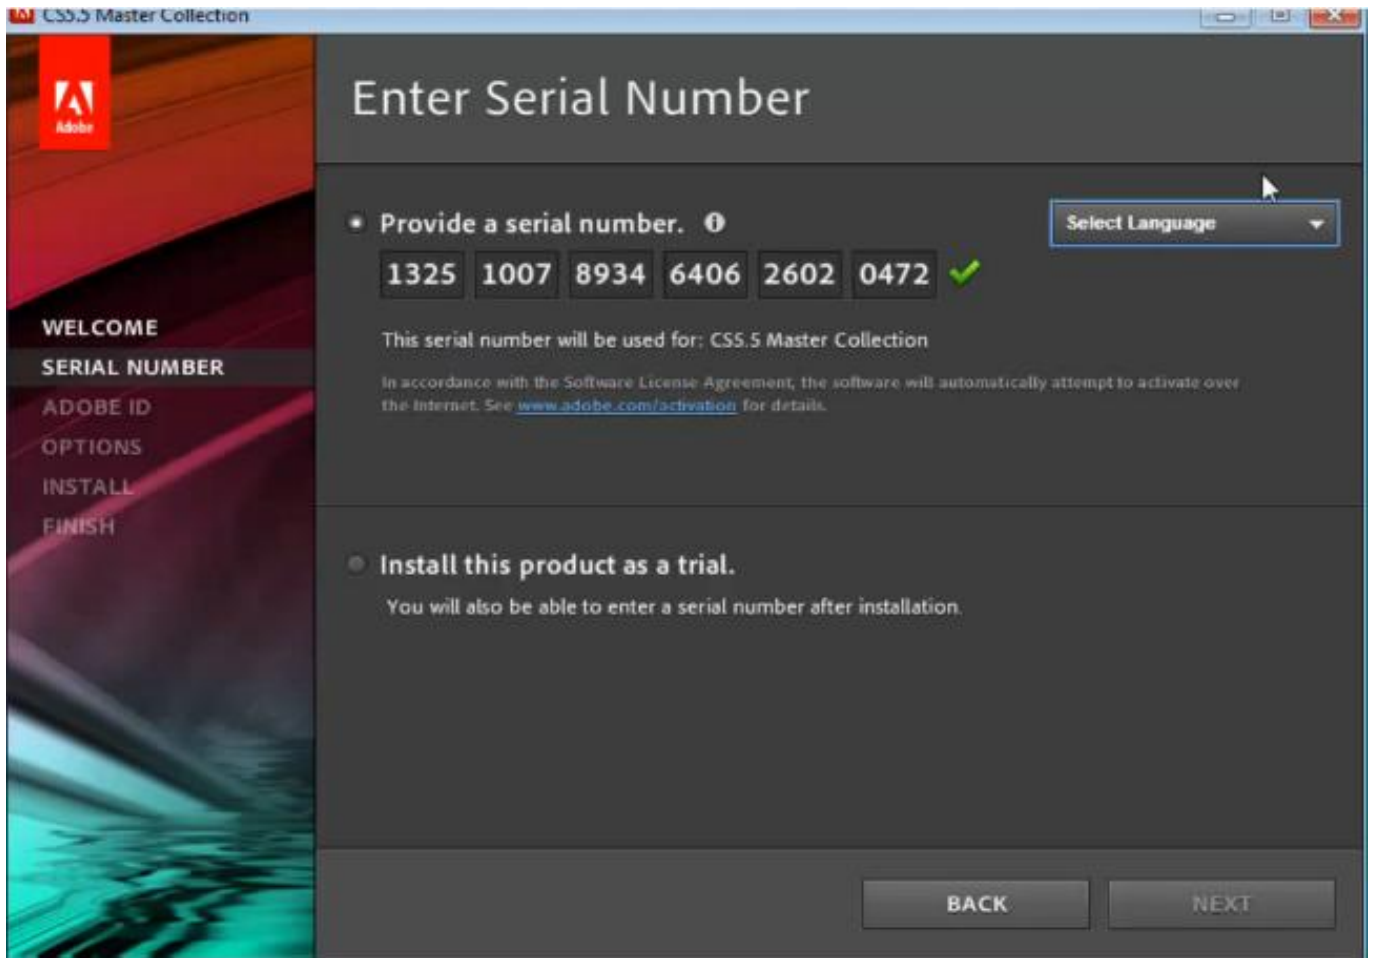 CS5.5 Master Collection
Adobe
Enter Serial Number
Provide a serial number.
Select Language
1325 1007 8934 6406 2602 0472
This serial number will be used for: CS5.5 Master Collection
In accordance with the Software License Agreement, the software will automatically attempt to activate over
the Internet. See www.adobe.com/activation for details.
WELCOME
SERIAL NUMBER
ADOBE ID
OPTIONS
INSTALL
FINISH
Install this product as a trial.
You will also be able to enter a serial number after installation.
BACK
NEXT